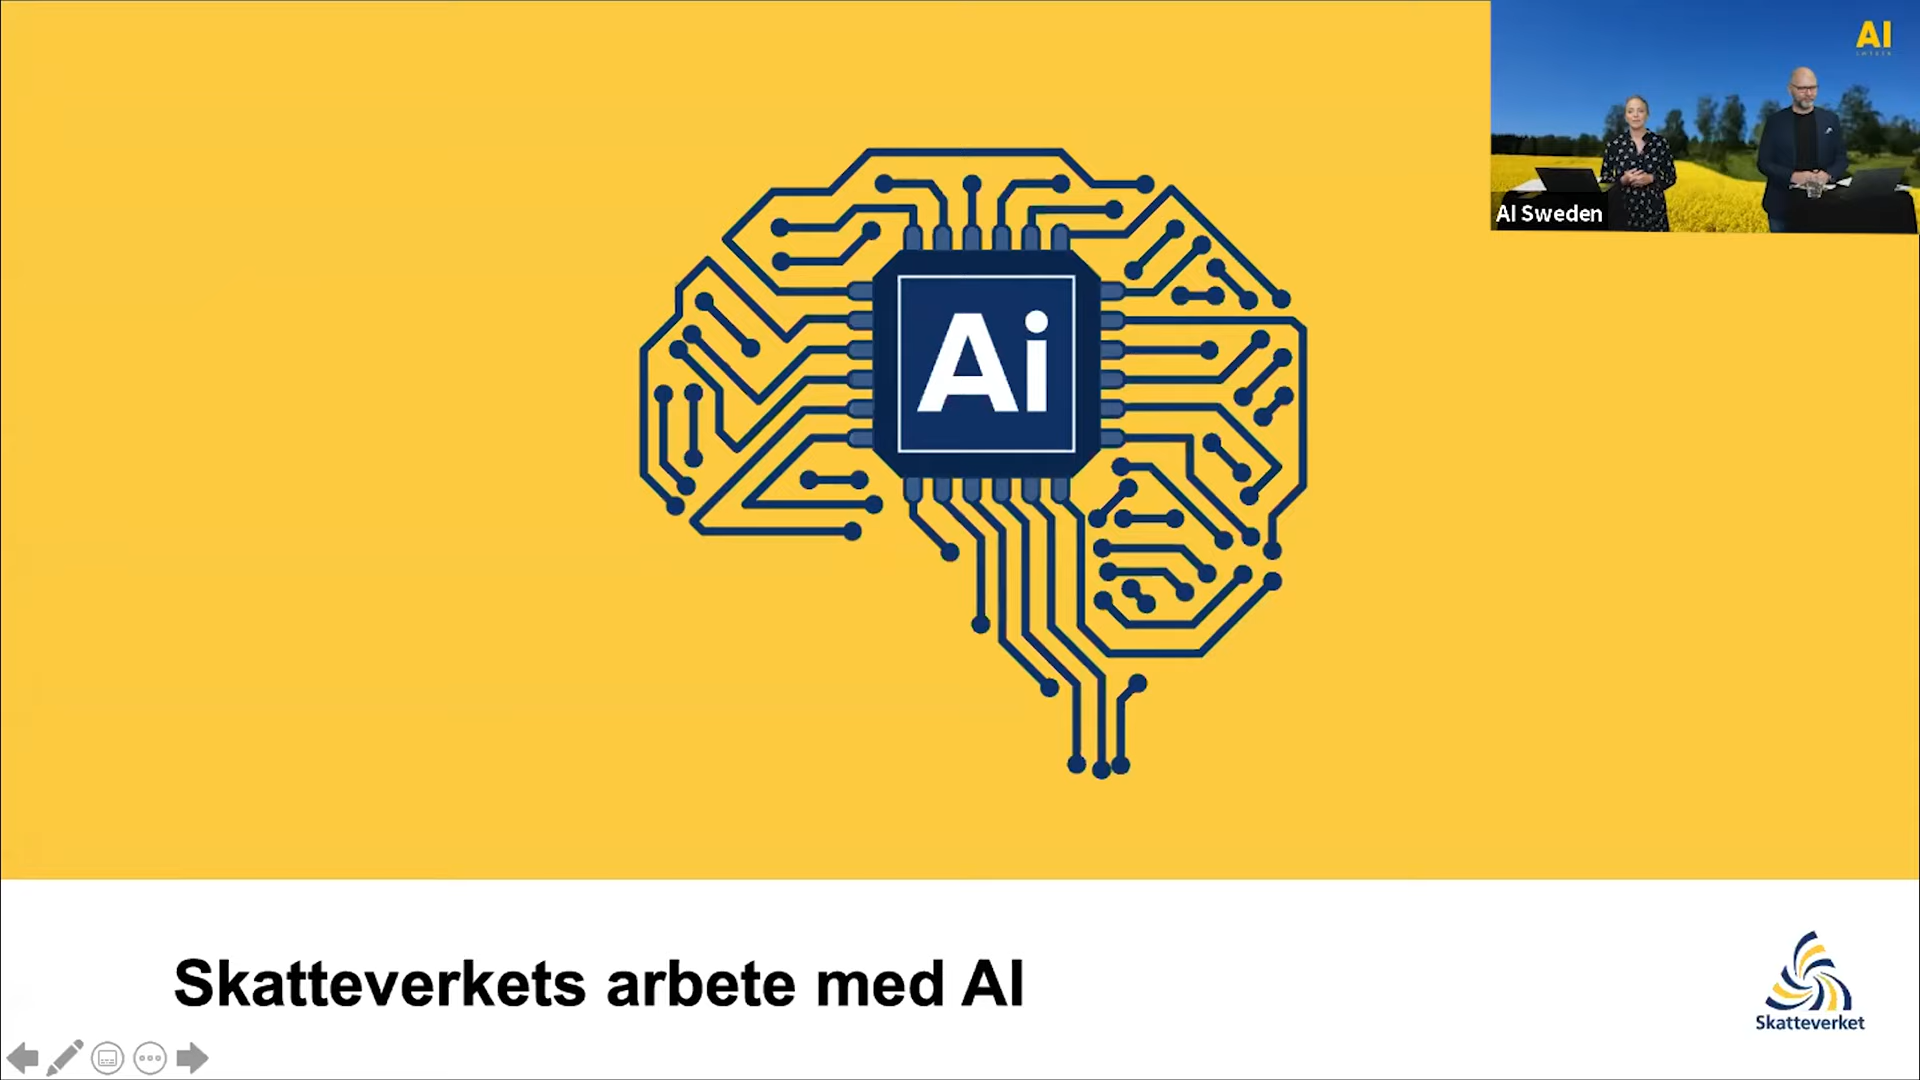 AI
AI Sweden
Ai
Skatteverkets arbete med AI
Skatteverket